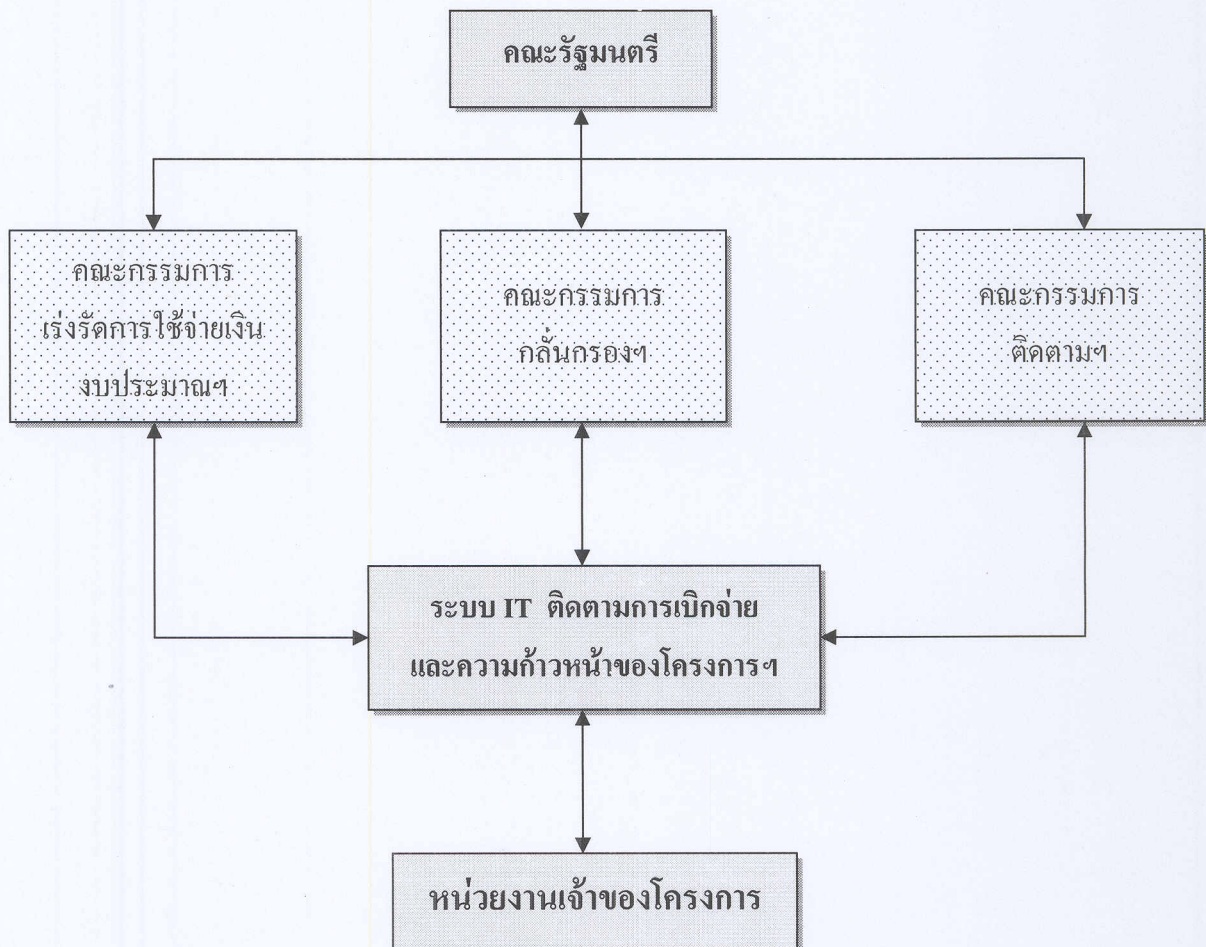 คณะรัฐมนตรี
คณะกรรมการ
เร่งรัดการใช้จ่ายเงิน
งบประมาณฯ
คณะกรรมการ
กลั่นกรองฯ
คณะกรรมการ
ติดตามฯ
ระบบ IT ติดตามการเบิกจ่าย
และความก้าวหน้าของโครงการฯ
หน่วยงานเจ้าของโครงการ